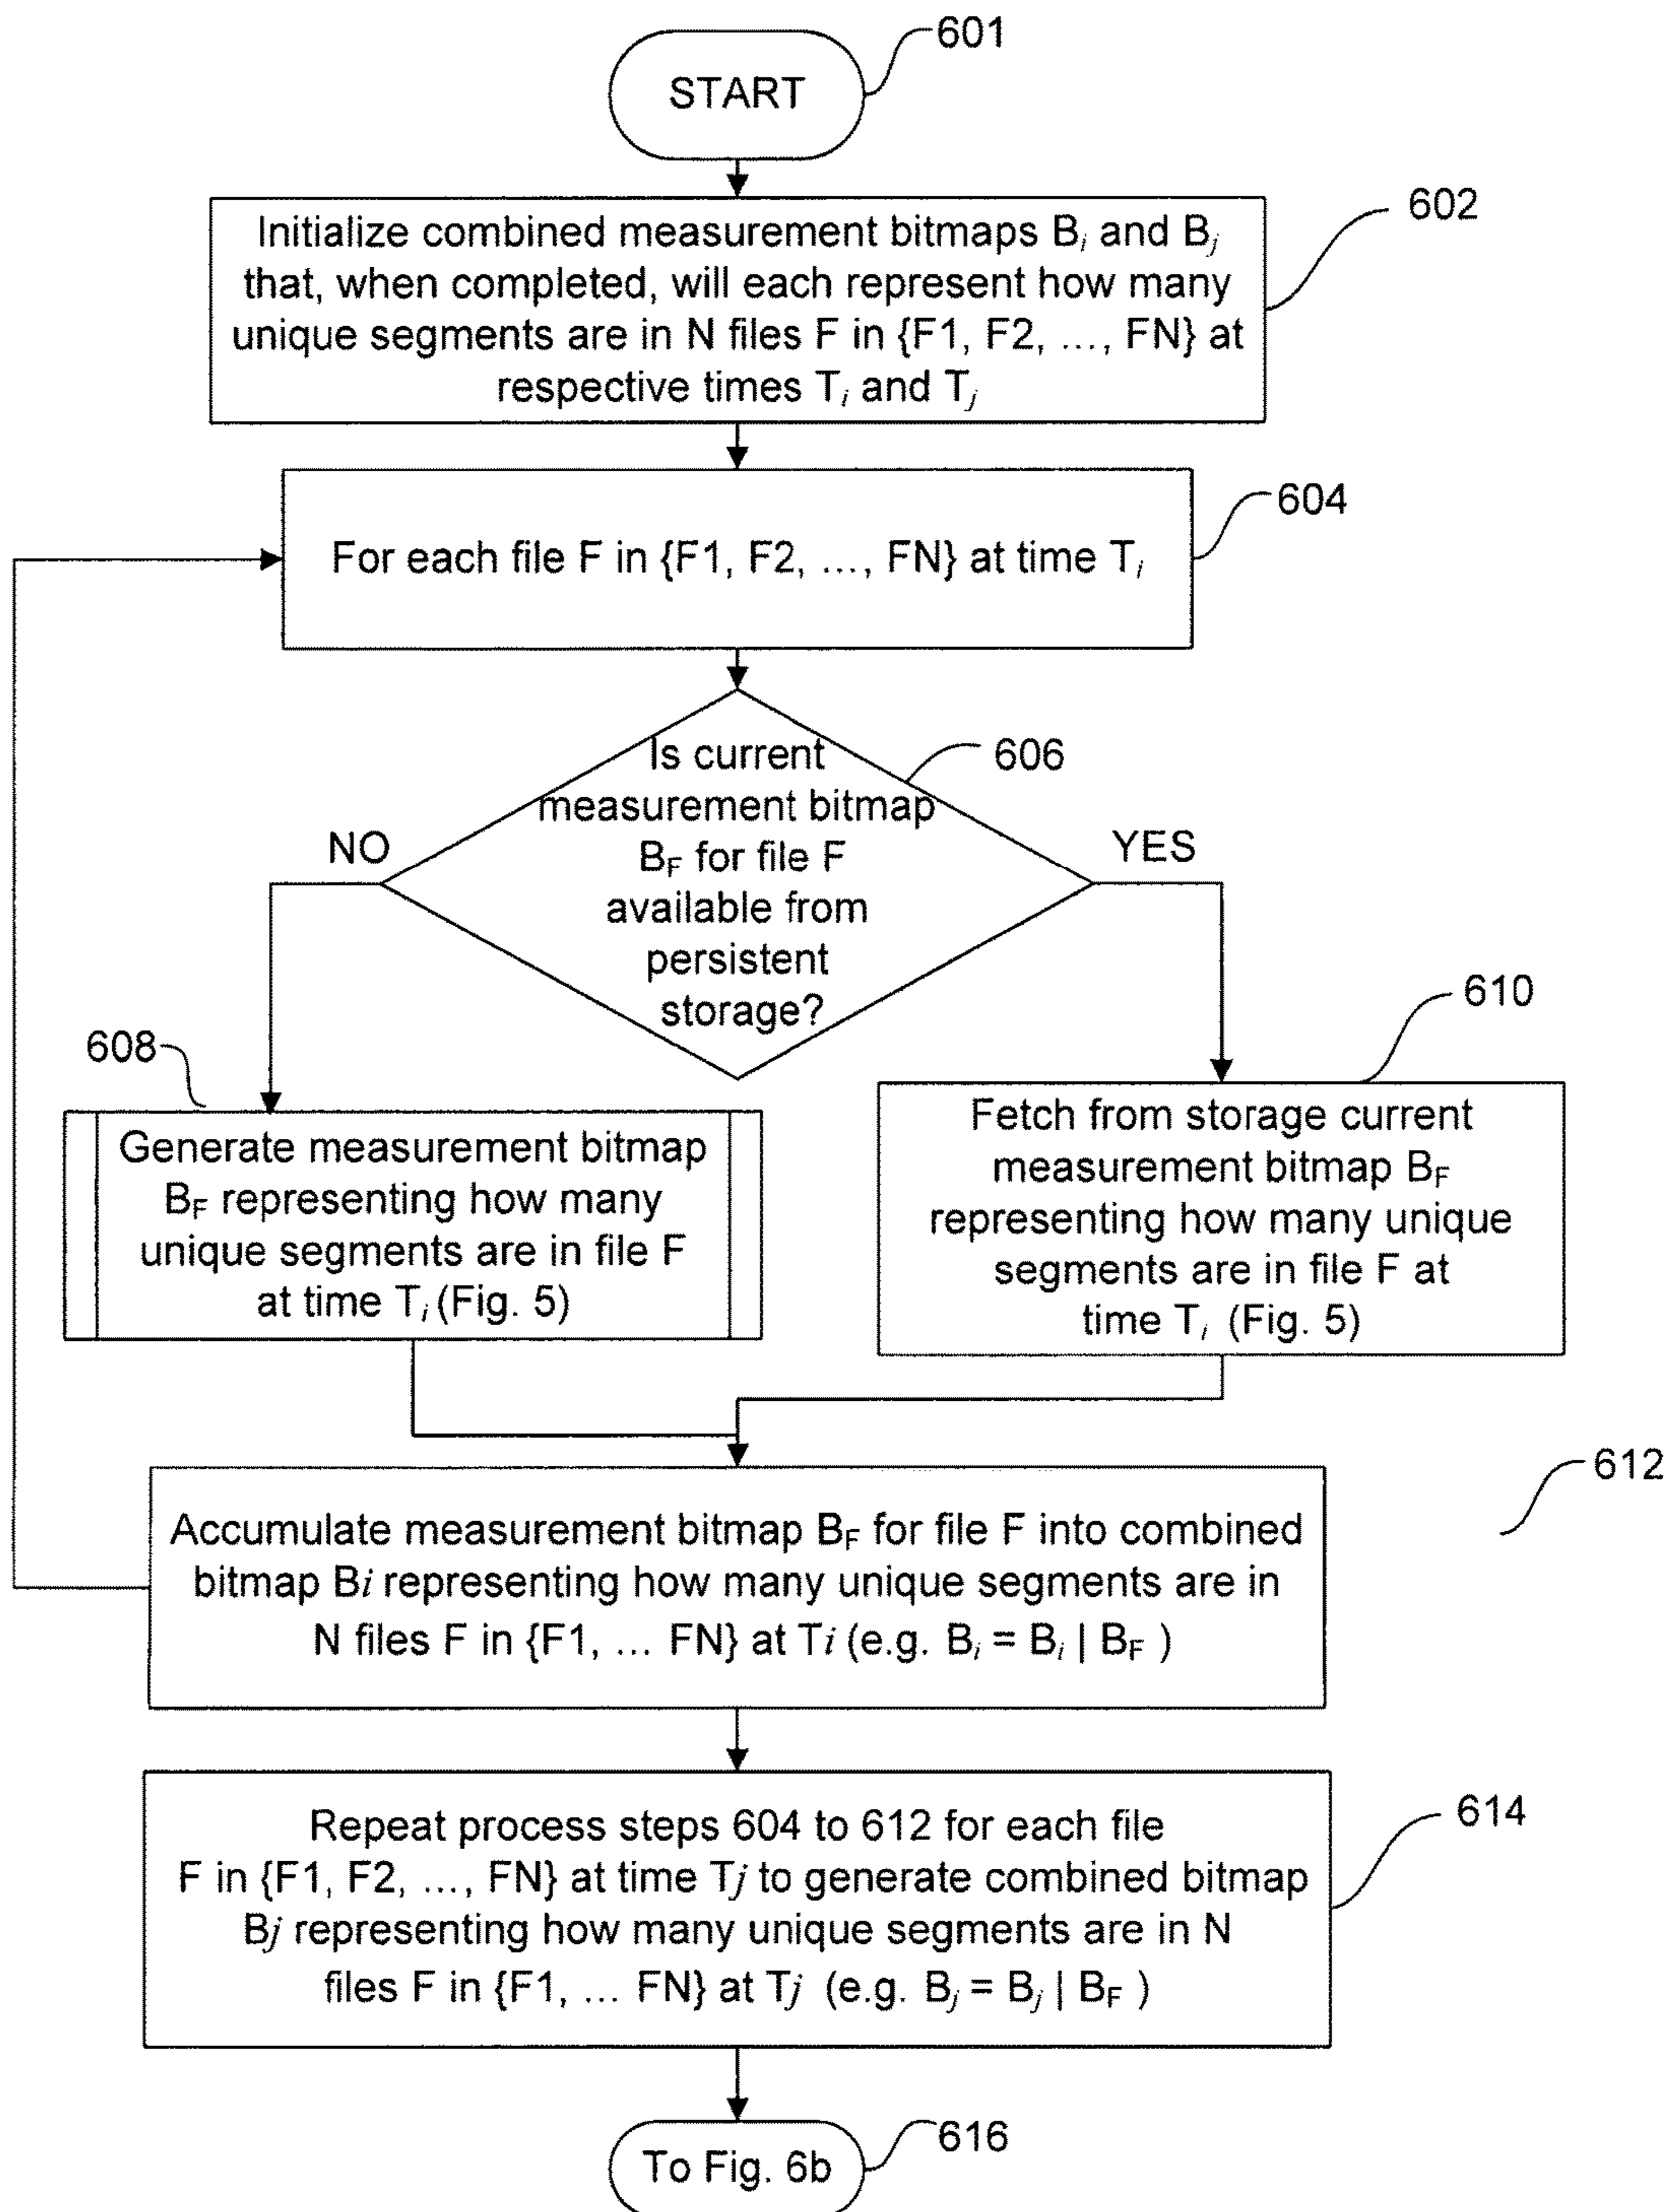 601
START
602
Initialize combined measurement bitmaps Bi and Bj
that, when completed, will each represent how many
unique segments are in N files F in {F1, F2, ..., FN} at
respective times Ti and Tj
604
For each file F in {F1, F2, ..., FN} at time Ti
606
Is current
measurement bitmap
BF for file F
available from
persistent
storage?
NO
YES
608
610
Generate measurement bitmap
BF representing how many
unique segments are in file F
at time Ti (Fig. 5)
Fetch from storage current
measurement bitmap BF
representing how many unique
segments are in file F at
time Ti (Fig. 5)
612
Accumulate measurement bitmap BF for file F into combined
bitmap Bi representing how many unique segments are in
N files F in {F1, ... FN} at Ti (e.g. Bi = Bi | BF )
614
Repeat process steps 604 to 612 for each file
F in {F1, F2, ..., FN} at time Tj to generate combined bitmap
Bj representing how many unique segments are in N
files F in {F1, ... FN} at Tj (e.g. Bj = Bj | BF )
616
To Fig. 6b